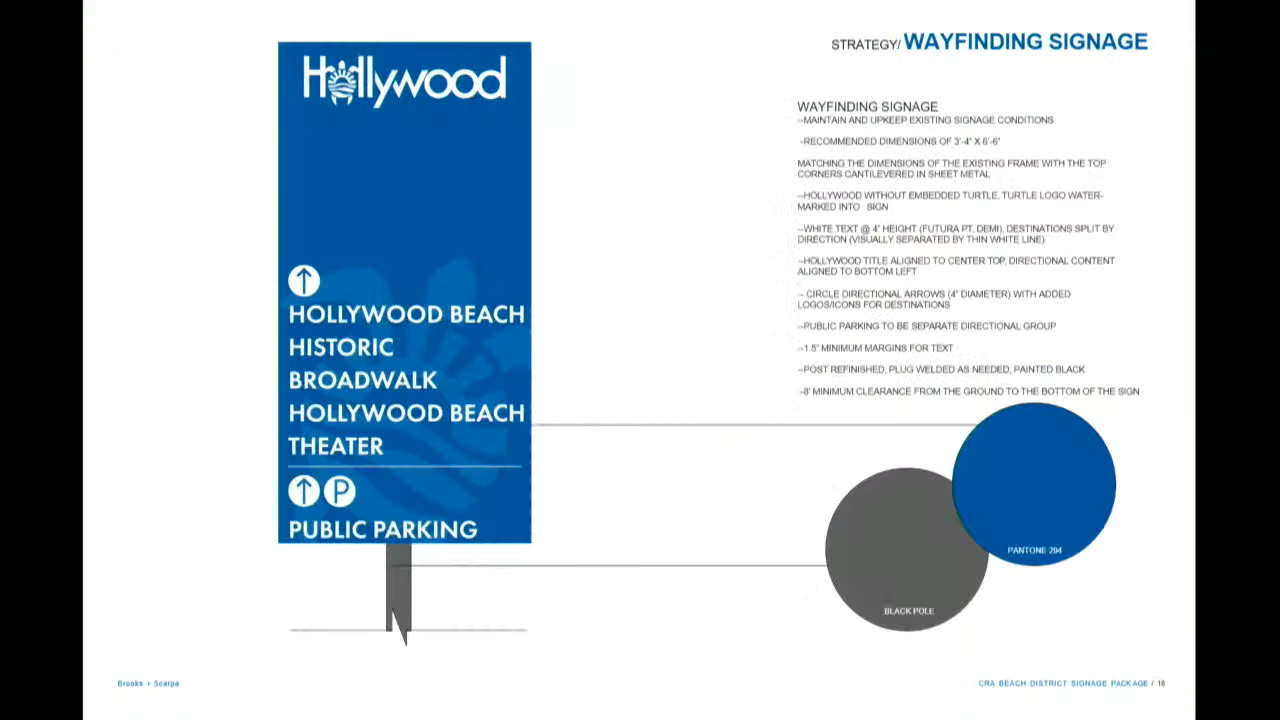 STRATEGY/ WAYFINDING SIGNAGE
Hollywood
HOLLYWOOD BEACH
HISTORIC
BROADWALK
HOLLYWOOD BEACH
THEATER
P
PUBLIC PARKING
WAYFINDING SIGNAGE
--MAINTAIN AND UPKEEP EXISTING SIGNAGE CONDITIONS
--RECOMMENDED DIMENSIONS OF 3'-4" X 6'-6"
MATCHING THE DIMENSIONS OF THE EXISTING FRAME WITH THE TOP
CORNERS CANTILEVERED IN SHEET METAL
--HOLLYWOOD WITHOUT EMBEDDED TURTLE, TURTLE LOGO WATER-
MARKED INTO SIGN
--WHITE TEXT @ 4" HEIGHT (FUTURA PT, DEMI), DESTINATIONS SPLIT BY
DIRECTION (VISUALLY SEPARATED BY THIN WHITE LINE)
--HOLLYWOOD TITLE ALIGNED TO CENTER TOP, DIRECTIONAL CONTENT
ALIGNED TO BOTTOM LEFT
-- CIRCLE DIRECTIONAL ARROWS (4" DIAMETER) WITH ADDED
LOGOS/ICONS FOR DESTINATIONS
--PUBLIC PARKING TO BE SEPARATE DIRECTIONAL GROUP
--1.5" MINIMUM MARGINS FOR TEXT
--POST REFINISHED, PLUG WELDED AS NEEDED, PAINTED BLACK
--8' MINIMUM CLEARANCE FROM THE GROUND TO THE BOTTOM OF THE SIGN
PANTONE 294
BLACK POLE
Brooks + Scarpa
CRA BEACH DISTRICT SIGNAGE PACKAGE / 18